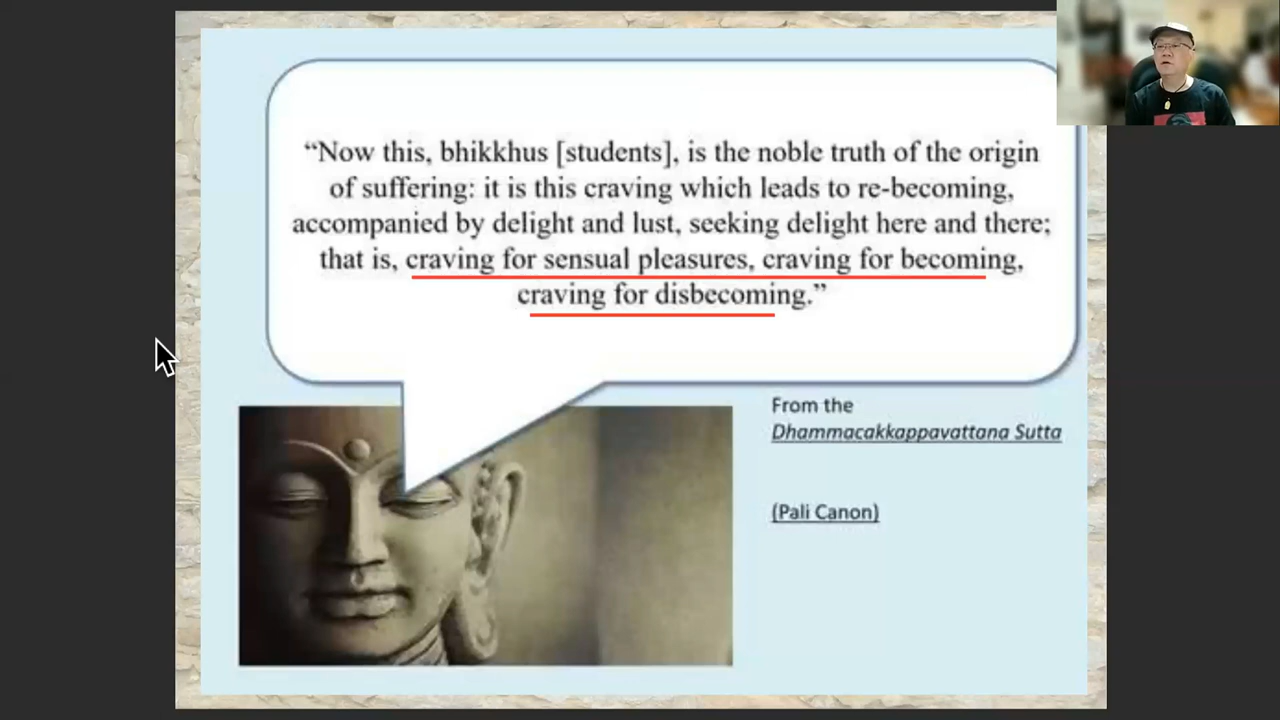 “Now this, bhikkhus [students], is the noble truth of the origin
of suffering: it is this craving which leads to re-becoming,
accompanied by delight and lust, seeking delight here and there;
that is, craving for sensual pleasures, craving for becoming,
craving for disbecoming.”
From the
Dhammacakkappavattana Sutta
(Pali Canon)